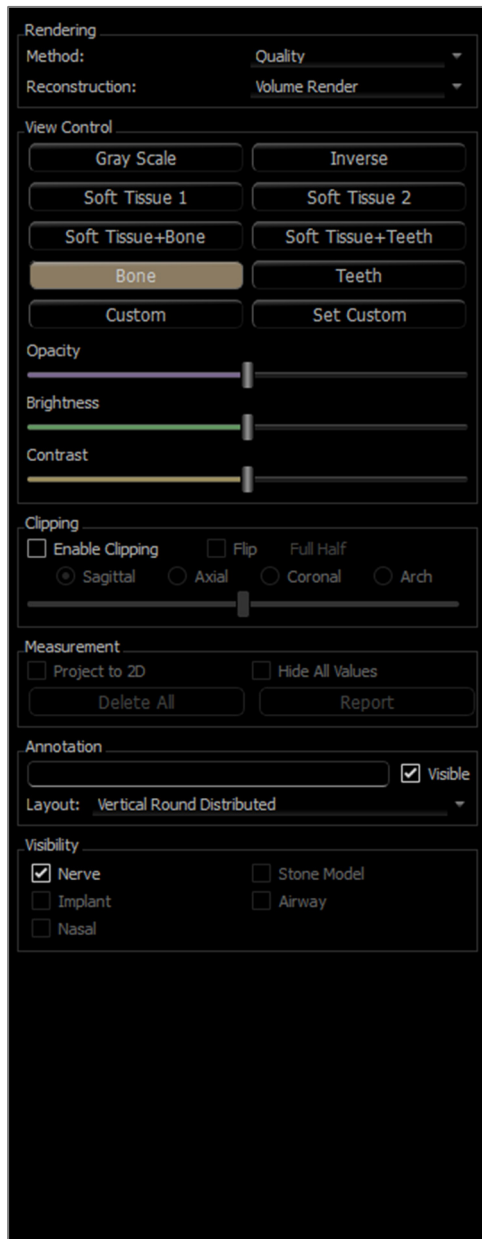 Rendering
Method: Quality
Reconstruction: Volume Render
View Control
Gray Scale Inverse
Soft Tissue 1 Soft Tissue 2
Soft Tissue+Bone Soft Tissue+Teeth
Bone Teeth
Custom Set Custom
Opacity
Brightness
Contrast
Clipping
Enable Clipping Flip Full Half
Sagittal Axial Coronal Arch
Measurement
Project to 2D Hide All Values
Delete All Report
Annotation
Visible
Layout: Vertical Round Distributed
Visibility
Nerve Stone Model
Implant Airway
Nasal